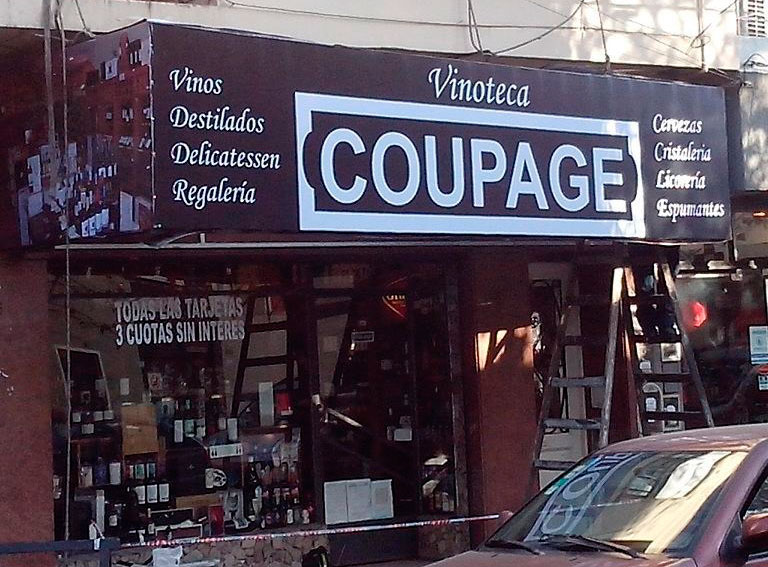 Vinoteca
COUPAGE
Vinos
Destilados
Delicatessen
Regalería
Cervezas
Cristalería
Licorería
Espumantes
TODAS LAS TARJETAS
3 CUOTAS SIN INTERES